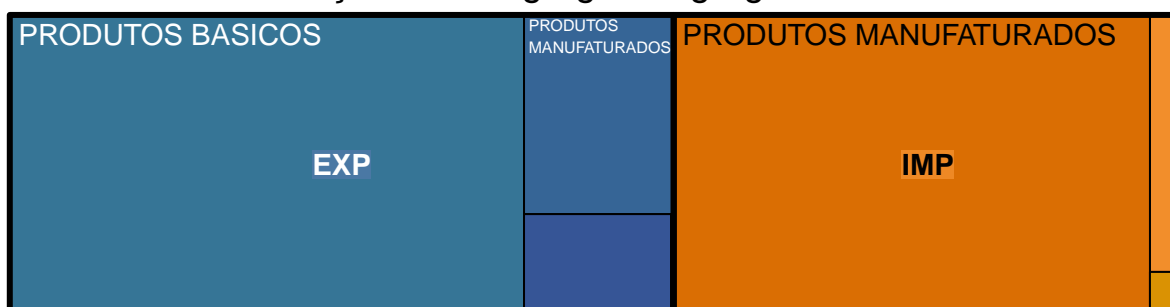 PRODUTOS BASICOS
PRODUTOS
MANUFATURADOS
PRODUTOS MANUFATURADOS
EXP
IMP